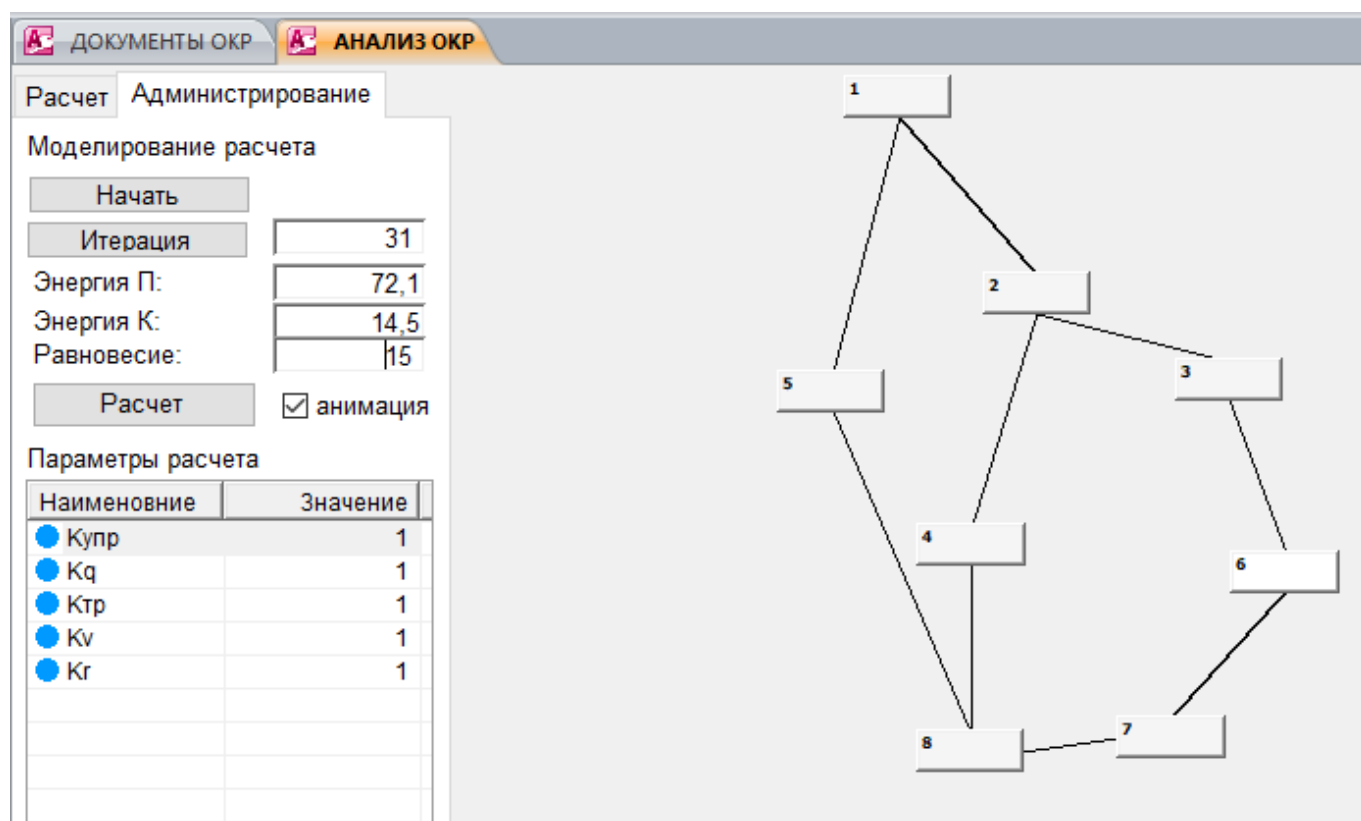 ДОКУМЕНТЫ ОКР АНАЛИЗ ОКР
Расчет Администрирование
Моделирование расчета
Начать
Итерация 31
Энергия П: 72,1
Энергия К: 14,5
Равновесие: 15
Расчет анимация
Параметры расчета
Наименовние Значение
Kупр 1
Kq 1
Kтр 1
Kv 1
Kr 1
1
2
3
5
4
6
7
8